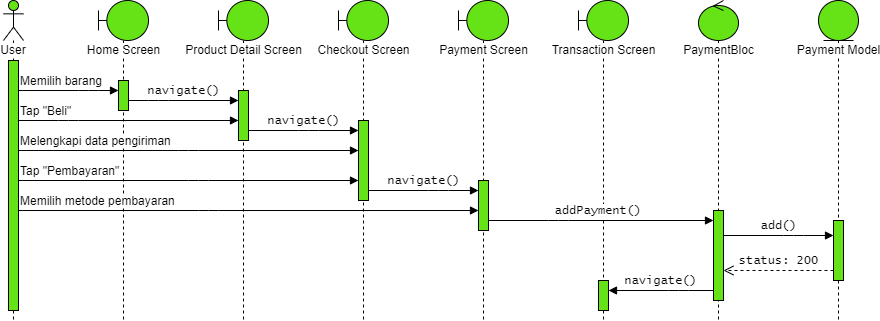 User
Home Screen
Product Detail Screen
Checkout Screen
Payment Screen
Transaction Screen
PaymentBloc
Payment Model
Memilih barang
navigate()
Tap "Beli"
navigate()
Melengkapi data pengiriman
Tap "Pembayaran"
navigate()
Memilih metode pembayaran
addPayment()
add()
status: 200
navigate()